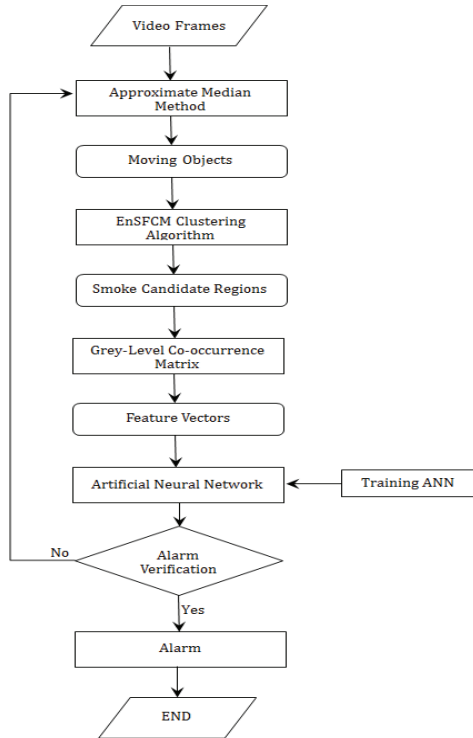 Video Frames
Approximate Median
Method
Moving Objects
EnSFCM Clustering
Algorithm
Smoke Candidate Regions
Grey-Level Co-occurrence
Matrix
Feature Vectors
Artificial Neural Network
Training ANN
No
Alarm
Verification
Yes
Alarm
END